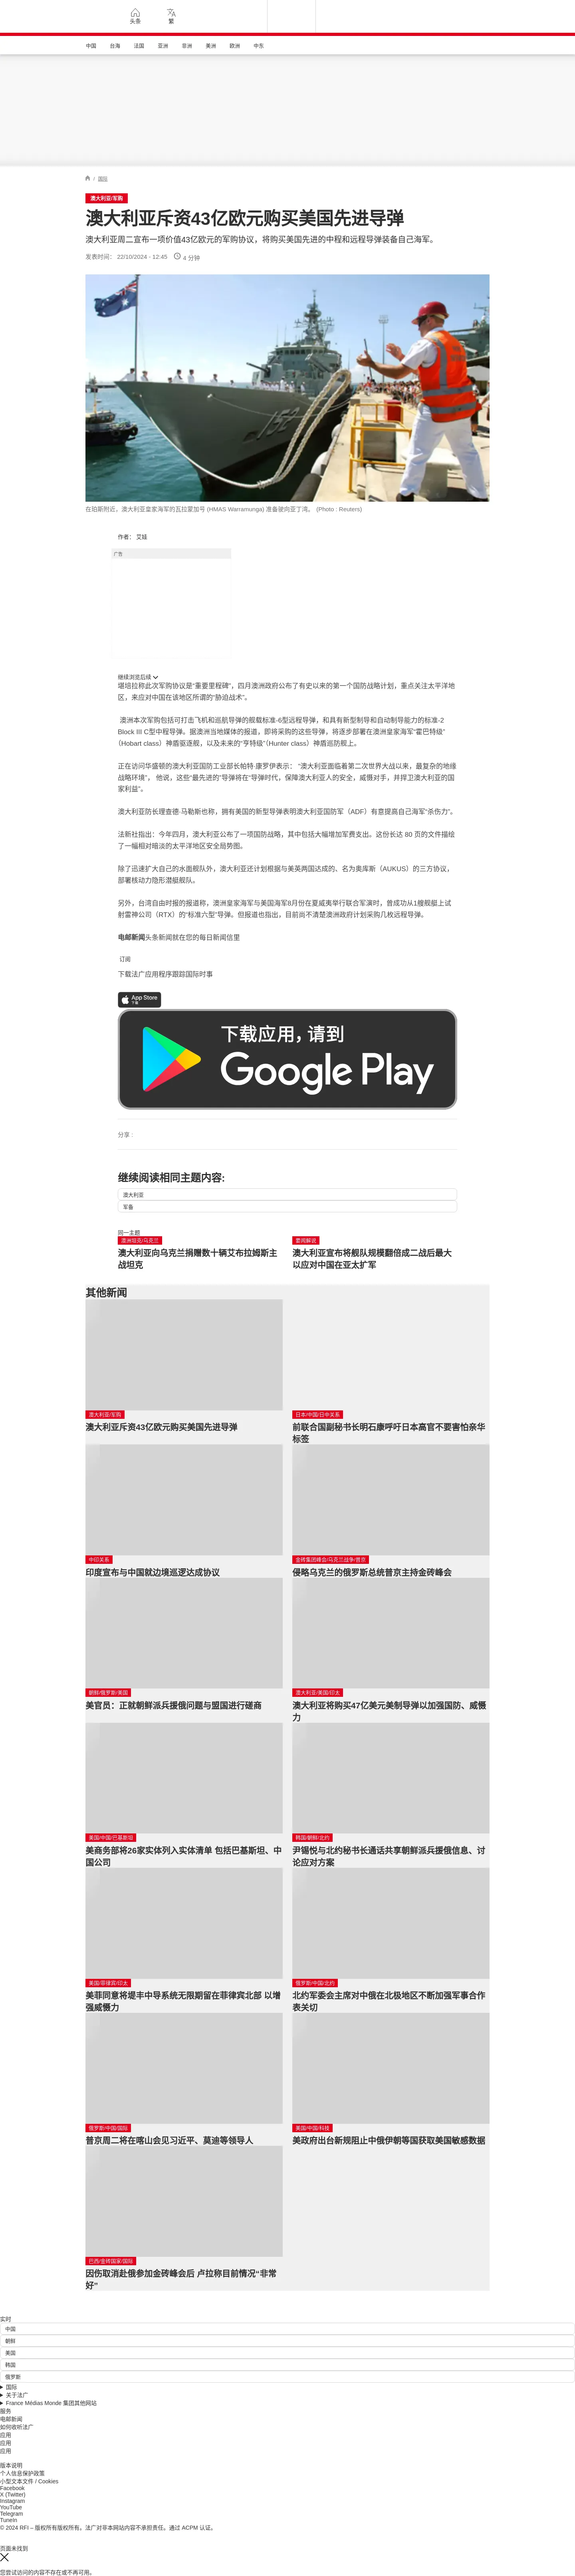 头条
繁
中国
台海
法国
亚洲
非洲
美洲
欧洲
中东
/ 国际
澳大利亚/军购
澳大利亚斥资43亿欧元购买美国先进导弹
澳大利亚周二宣布一项价值43亿欧元的军购协议，将购买美国先进的中程和远程导弹装备自己海军。
发表时间： 22/10/2024 - 12:45
4 分钟
152
在珀斯附近，澳大利亚皇家海军的瓦拉蒙加号 (HMAS Warramunga) 准备驶向亚丁湾。 (Photo : Reuters)
作者： 艾娃
广告
继续浏览后续
堪培拉称此次军购协议是“重要里程碑”，四月澳洲政府公布了有史以来的第一个国防战略计划，重点关注太平洋地
区，来应对中国在该地区所谓的“胁迫战术”。
澳洲本次军购包括可打击飞机和巡航导弹的舰载标准-6型远程导弹，和具有新型制导和自动制导能力的标准-2
Block III C型中程导弹。据澳洲当地媒体的报道，即将采购的这些导弹，将逐步部署在澳洲皇家海军“霍巴特级”
（Hobart class）神盾驱逐舰，以及未来的“亨特级”（Hunter class）神盾巡防舰上。
正在访问华盛顿的澳大利亚国防工业部长帕特·康罗伊表示： “澳大利亚面临着第二次世界大战以来，最复杂的地缘
战略环境”， 他说，这些“最先进的”导弹将在“导弹时代，保障澳大利亚人的安全，威慑对手，并捍卫澳大利亚的国
家利益”。
澳大利亚防长理查德·马勒斯也称，拥有美国的新型导弹表明澳大利亚国防军（ADF）有意提高自己海军“杀伤力”。
法新社指出：今年四月，澳大利亚公布了一项国防战略，其中包括大幅增加军费支出。这份长达 80 页的文件描绘
了一幅相对暗淡的太平洋地区安全局势图。
除了迅速扩大自己的水面舰队外，澳大利亚还计划根据与美英两国达成的、名为奥库斯（AUKUS）的三方协议，
部署核动力隐形潜艇舰队。
另外，台湾自由时报的报道称，澳洲皇家海军与美国海军8月份在夏威夷举行联合军演时，曾成功从1艘舰艇上试
射雷神公司（RTX）的“标准六型”导弹。但报道也指出，目前尚不清楚澳洲政府计划采购几枚远程导弹。
电邮新闻头条新闻就在您的每日新闻信里
订阅
下载法广应用程序跟踪国际时事
App Store
下载
下载应用，请到
Google Play
分享 :
继续阅读相同主题内容:
澳大利亚
军备
同一主题
澳洲坦克/乌克兰
澳大利亚向乌克兰捐赠数十辆艾布拉姆斯主
战坦克
要闻解说
澳大利亚宣布将舰队规模翻倍成二战后最大
以应对中国在亚太扩军
其他新闻
澳大利亚/军购
澳大利亚斥资43亿欧元购买美国先进导弹
日本/中国/日中关系
前联合国副秘书长明石康呼吁日本高官不要害怕亲华
标签
中印关系
印度宣布与中国就边境巡逻达成协议
金砖集团峰会/乌克兰战争/普京
侵略乌克兰的俄罗斯总统普京主持金砖峰会
朝鲜/俄罗斯/美国
美官员：正就朝鲜派兵援俄问题与盟国进行磋商
澳大利亚/美国/印太
澳大利亚将购买47亿美元美制导弹以加强国防、威慑
力
美国/中国/巴基斯坦
美商务部将26家实体列入实体清单 包括巴基斯坦、中
国公司
韩国/朝鲜/北约
尹锡悦与北约秘书长通话共享朝鲜派兵援俄信息、讨
论应对方案
美国/菲律宾/印太
美菲同意将堤丰中导系统无限期留在菲律宾北部 以增
强威慑力
俄罗斯/中国/北约
北约军委会主席对中俄在北极地区不断加强军事合作
表关切
俄罗斯/中国/国际
普京周二将在喀山会见习近平、莫迪等领导人
美国/中国/科技
美政府出台新规阻止中俄伊朝等国获取美国敏感数据
巴西/金砖国家/国际
因伤取消赴俄参加金砖峰会后 卢拉称目前情况“非常
好”
实时
中国
朝鲜
美国
韩国
俄罗斯
国际
关于法广
France Médias Monde 集团其他网站
服务
电邮新闻
如何收听法广
应用
应用
应用
版本说明
个人信息保护政策
小型文本文件 / Cookies
Facebook
X (Twitter)
Instagram
YouTube
Telegram
TuneIn
© 2024 RFI – 版权所有版权所有。法广对非本网站内容不承担责任。通过 ACPM 认证。
页面未找到
您尝试访问的内容不存在或不再可用。